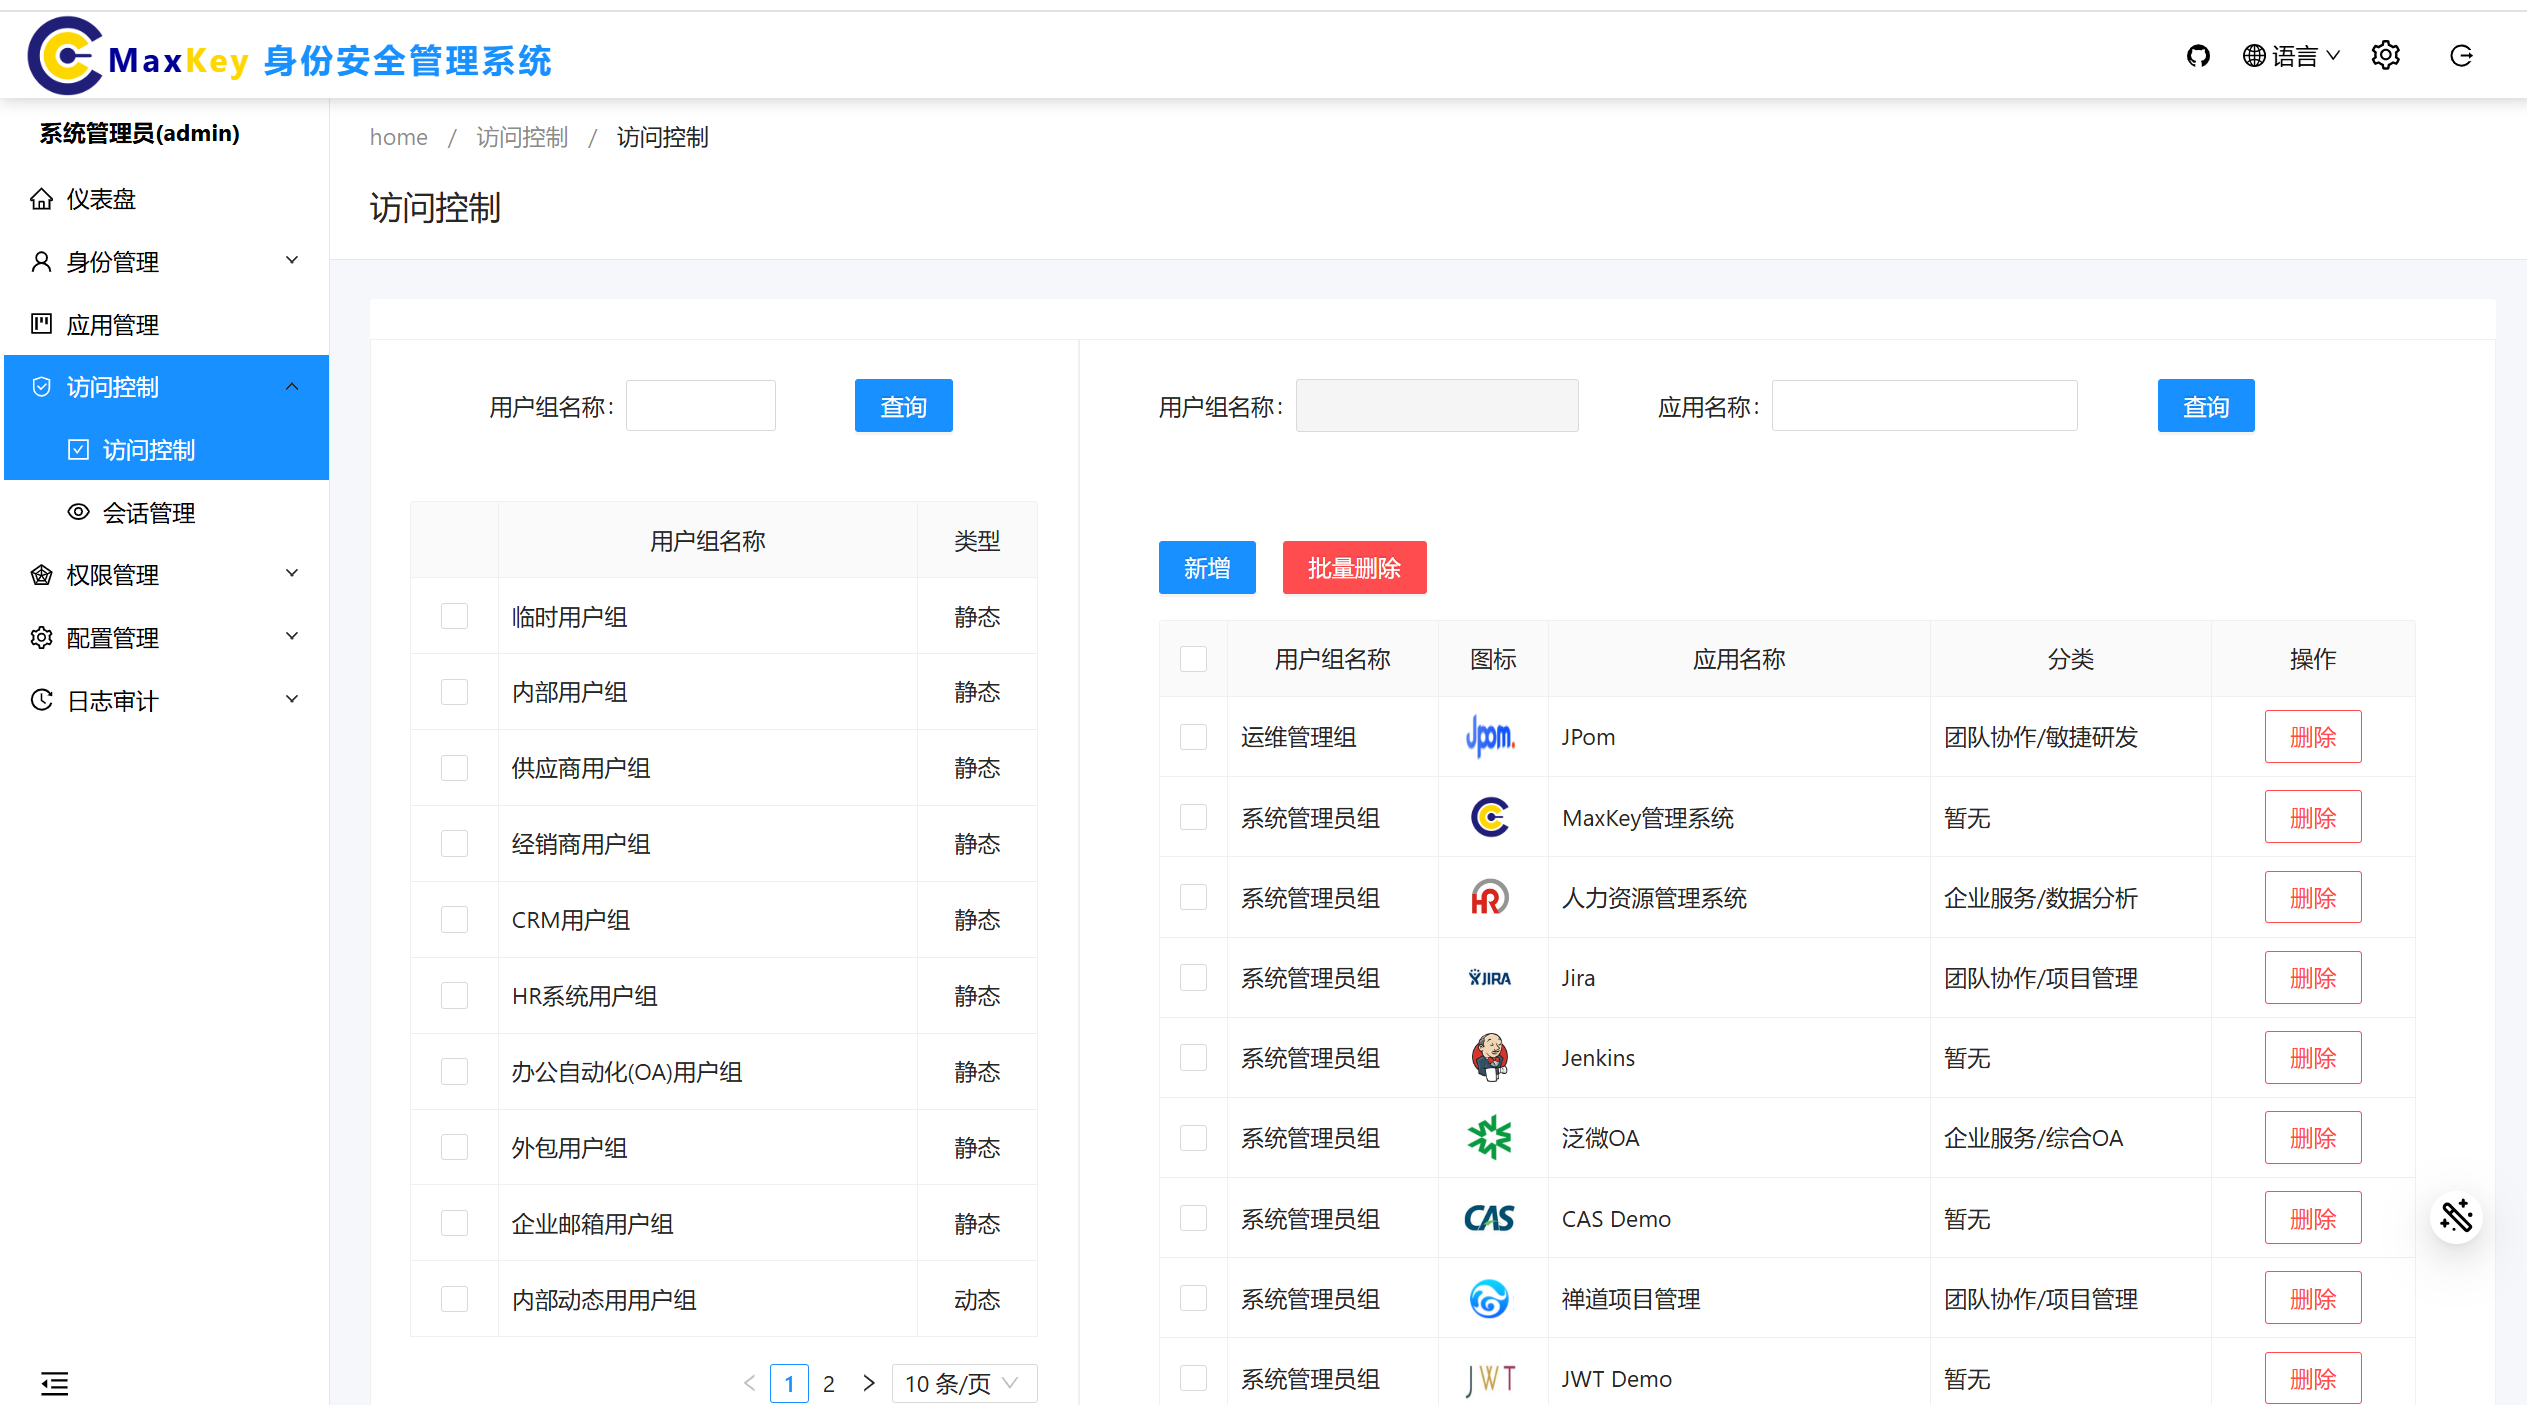 MaxKey 身份安全管理系统
语言
系统管理员(admin)
仪表盘
身份管理
应用管理
访问控制
访问控制
会话管理
权限管理
配置管理
日志审计
home / 访问控制 / 访问控制
访问控制
用户组名称: 查询
用户组名称 类型
临时用户组 静态
内部用户组 静态
供应商用户组 静态
经销商用户组 静态
CRM用户组 静态
HR系统用户组 静态
办公自动化(OA)用户组 静态
外包用户组 静态
企业邮箱用户组 静态
内部动态用用户组 动态
1 2 10 条/页
用户组名称: 应用名称: 查询
新增 批量删除
用户组名称 图标 应用名称 分类 操作
运维管理组 Jpom. JPom 团队协作/敏捷研发 删除
系统管理员组 MaxKey管理系统 暂无 删除
系统管理员组 HR 人力资源管理系统 企业服务/数据分析 删除
系统管理员组 JIRA Jira 团队协作/项目管理 删除
系统管理员组 Jenkins 暂无 删除
系统管理员组 泛微OA 企业服务/综合OA 删除
系统管理员组 CAS CAS Demo 暂无 删除
系统管理员组 禅道项目管理 团队协作/项目管理 删除
系统管理员组 JWT JWT Demo 暂无 删除